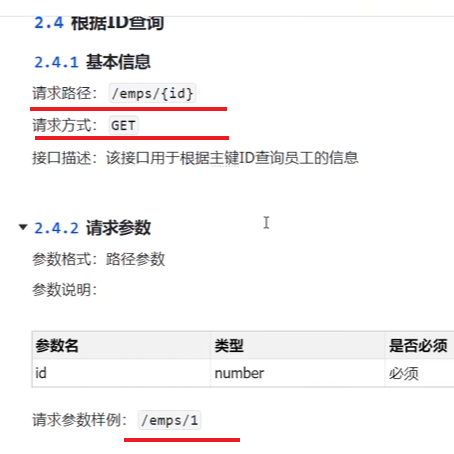 2.4 根据ID查询
2.4.1 基本信息
请求路径： /emps/{id}
请求方式： GET
接口描述：该接口用于根据主键ID查询员工的信息
2.4.2 请求参数
参数格式：路径参数
参数说明：
参数名 类型 是否必须
id number 必须
请求参数样例： /emps/1